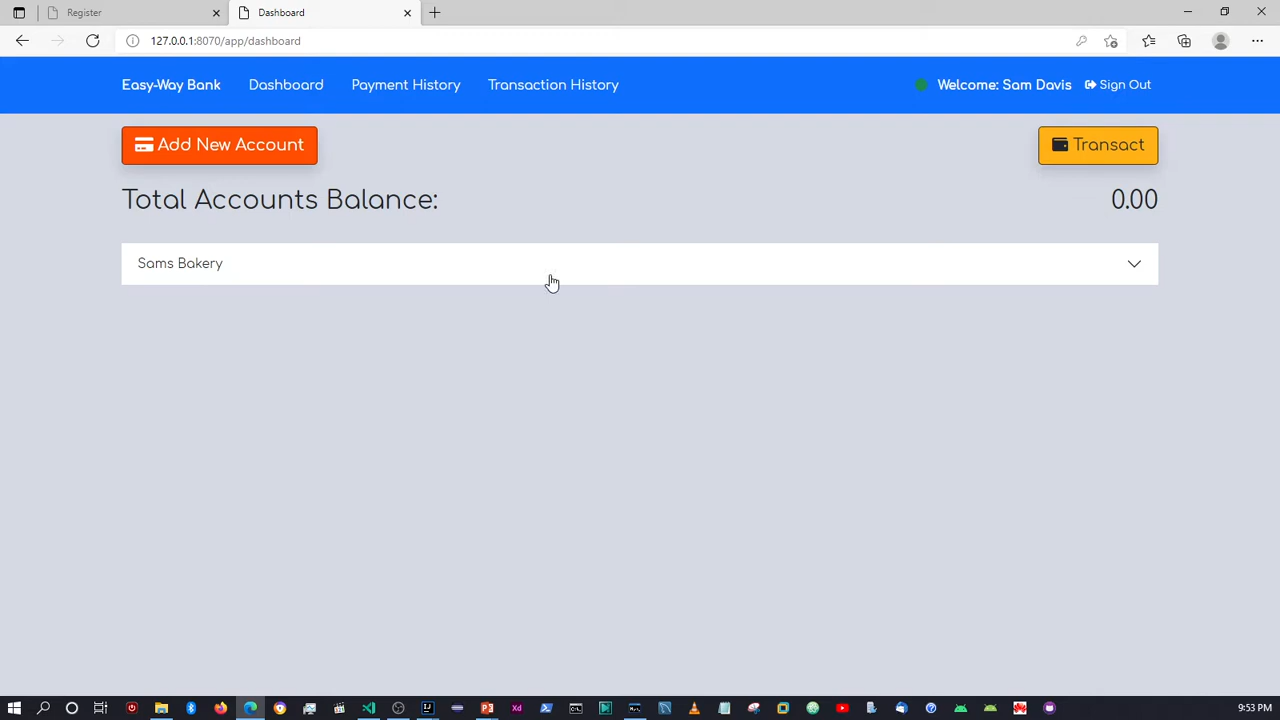 Register
Dashboard
127.0.0.1:8070/app/dashboard
Easy-Way Bank Dashboard Payment History Transaction History Welcome: Sam Davis Sign Out
Add New Account Transact
Total Accounts Balance: 0.00
Sams Bakery
9:53 PM